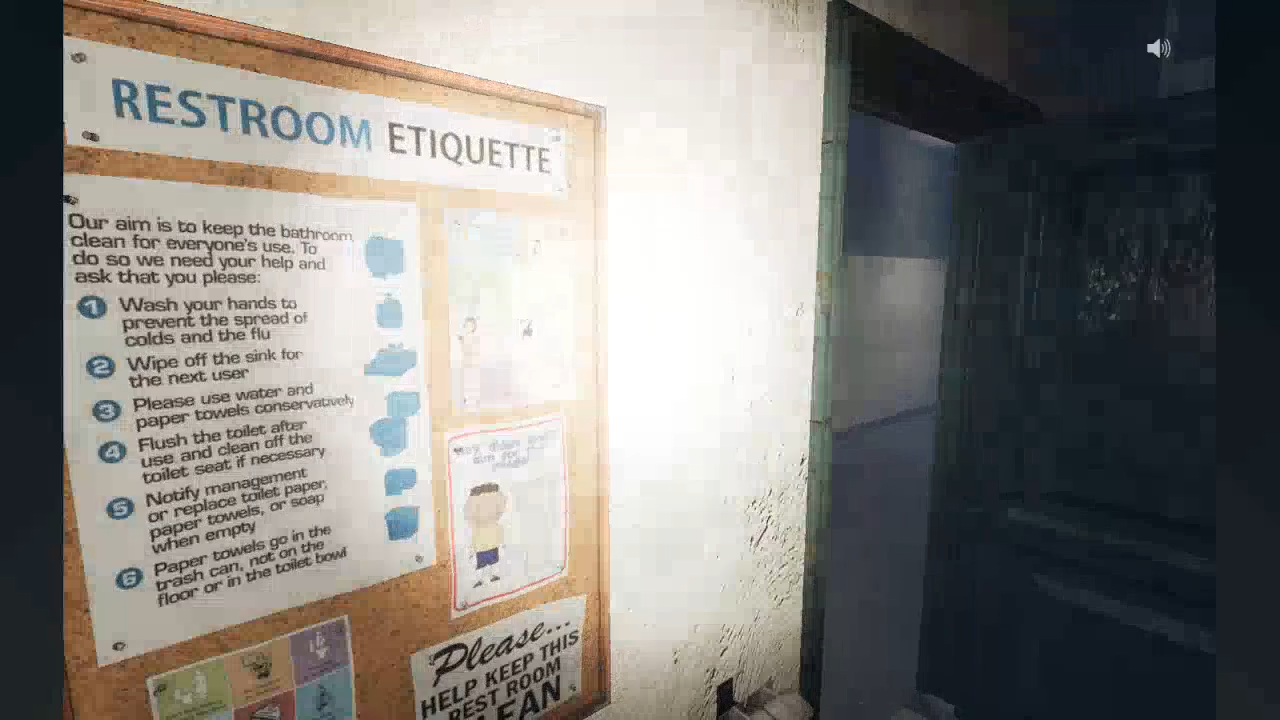 RESTROOM ETIQUETTE
Our aim is to keep the bathroom
clean for everyone's use. To
do so we need your help and
ask that you please:
1 Wash your hands to
prevent the spread of
colds and the flu
2 Wipe off the sink for
the next user
3 Please use water and
paper towels conservatively
4 Flush the toilet after
use and clean off the
toilet seat if necessary
5 Notify management
or replace toilet paper,
paper towels, or soap
when empty
6 Paper towels go in the
trash can, not on the
floor or in the toilet bowl
Please...
HELP KEEP THIS
REST ROOM